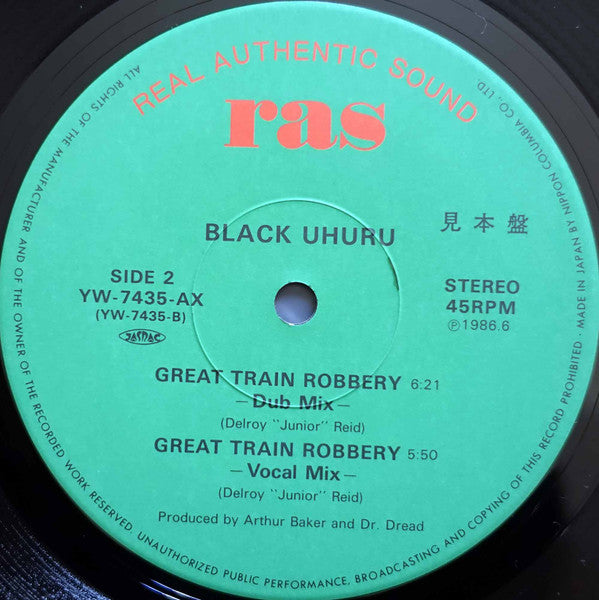 REAL AUTHENTIC SOUND
ras
BLACK UHURU
見本盤
SIDE 2
YW-7435-AX
(YW-7435-B)
JASRAC
STEREO
45RPM
Ⓟ1986.6
GREAT TRAIN ROBBERY 6:21
—Dub Mix—
(Delroy "Junior" Reid)
GREAT TRAIN ROBBERY 5:50
—Vocal Mix—
(Delroy "Junior" Reid)
Produced by Arthur Baker and Dr. Dread
ALL RIGHTS OF THE MANUFACTURER AND OF THE OWNER OF THE RECORDED WORK RESERVED. UNAUTHORIZED PUBLIC PERFORMANCE, BROADCASTING AND COPYING OF THIS RECORD PROHIBITED • MADE IN JAPAN BY NIPPON COLUMBIA CO., LTD.